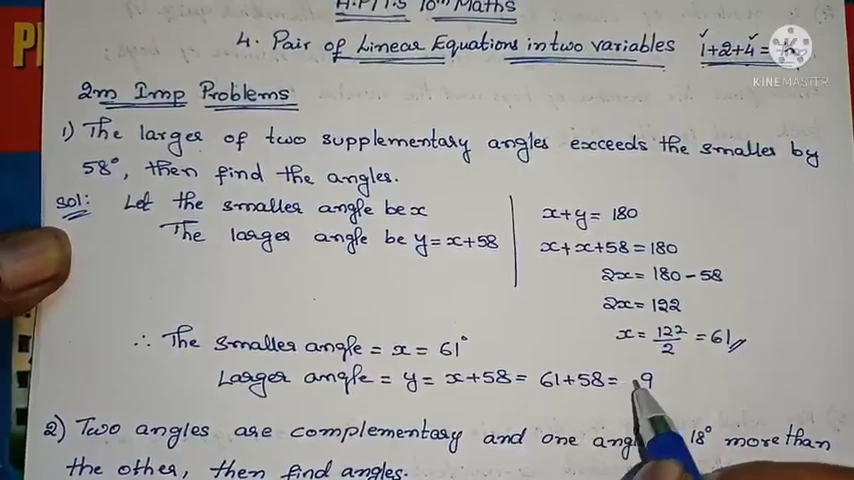 10th Maths
4. Pair of Linear Equations in two variables 1+2+4=
KINEMASTER
2m Imp Problems
1) The larger of two supplementary angles exceeds the smaller by
58°, then find the angles.
Sol: Let the smaller angle be x
The larger angle be y=x+58
x+y= 180
x+x+58=180
2x= 180-58
2x= 122
x= 122/2 =61//
∴ The smaller angle = x = 61°
Larger angle = y = x+58= 61+58= 9
2) Two angles are complementary and one 18° more than
the other, then find angles.